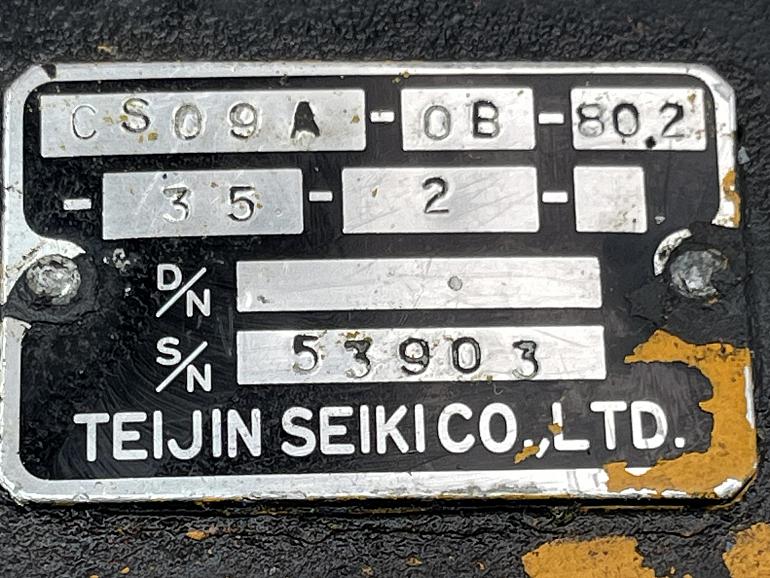 CS09A-0B-80.2
-35-2-
D/N
S/N 53903
TEIJIN SEIKI CO.,LTD.